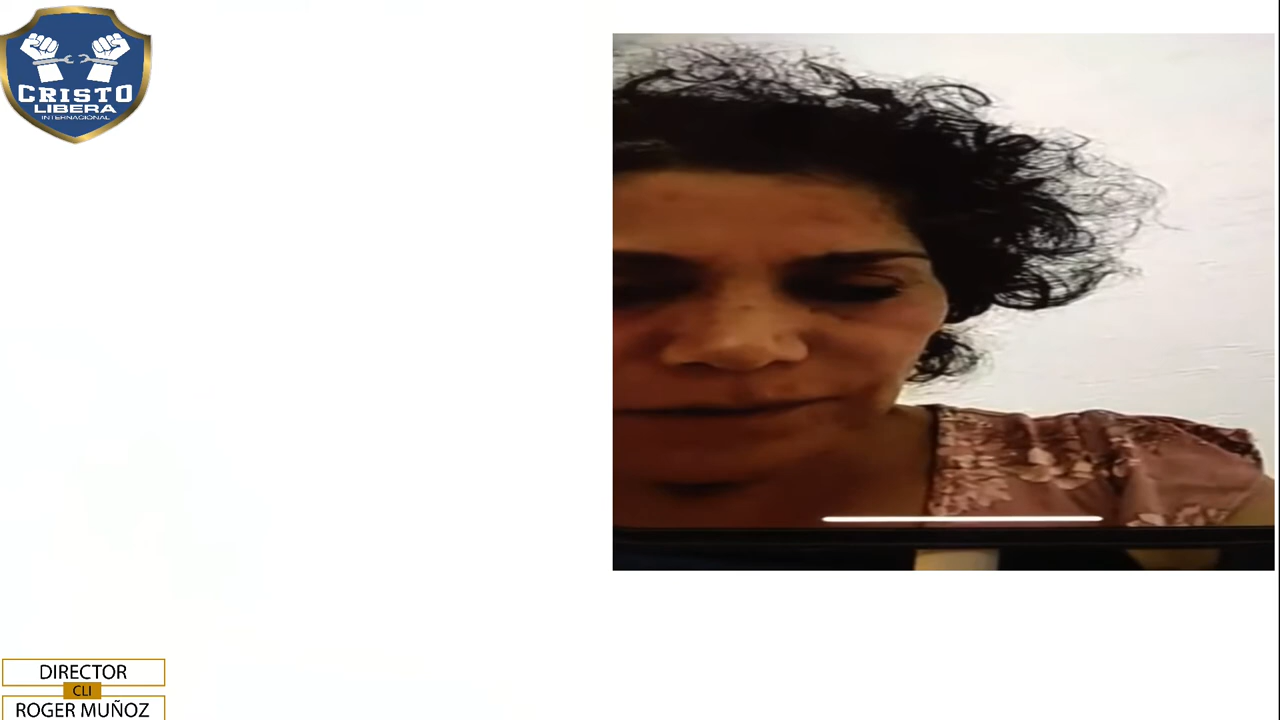 CRISTO
LIBERA
INTERNACIONAL
DIRECTOR
CLI
ROGER MUÑOZ